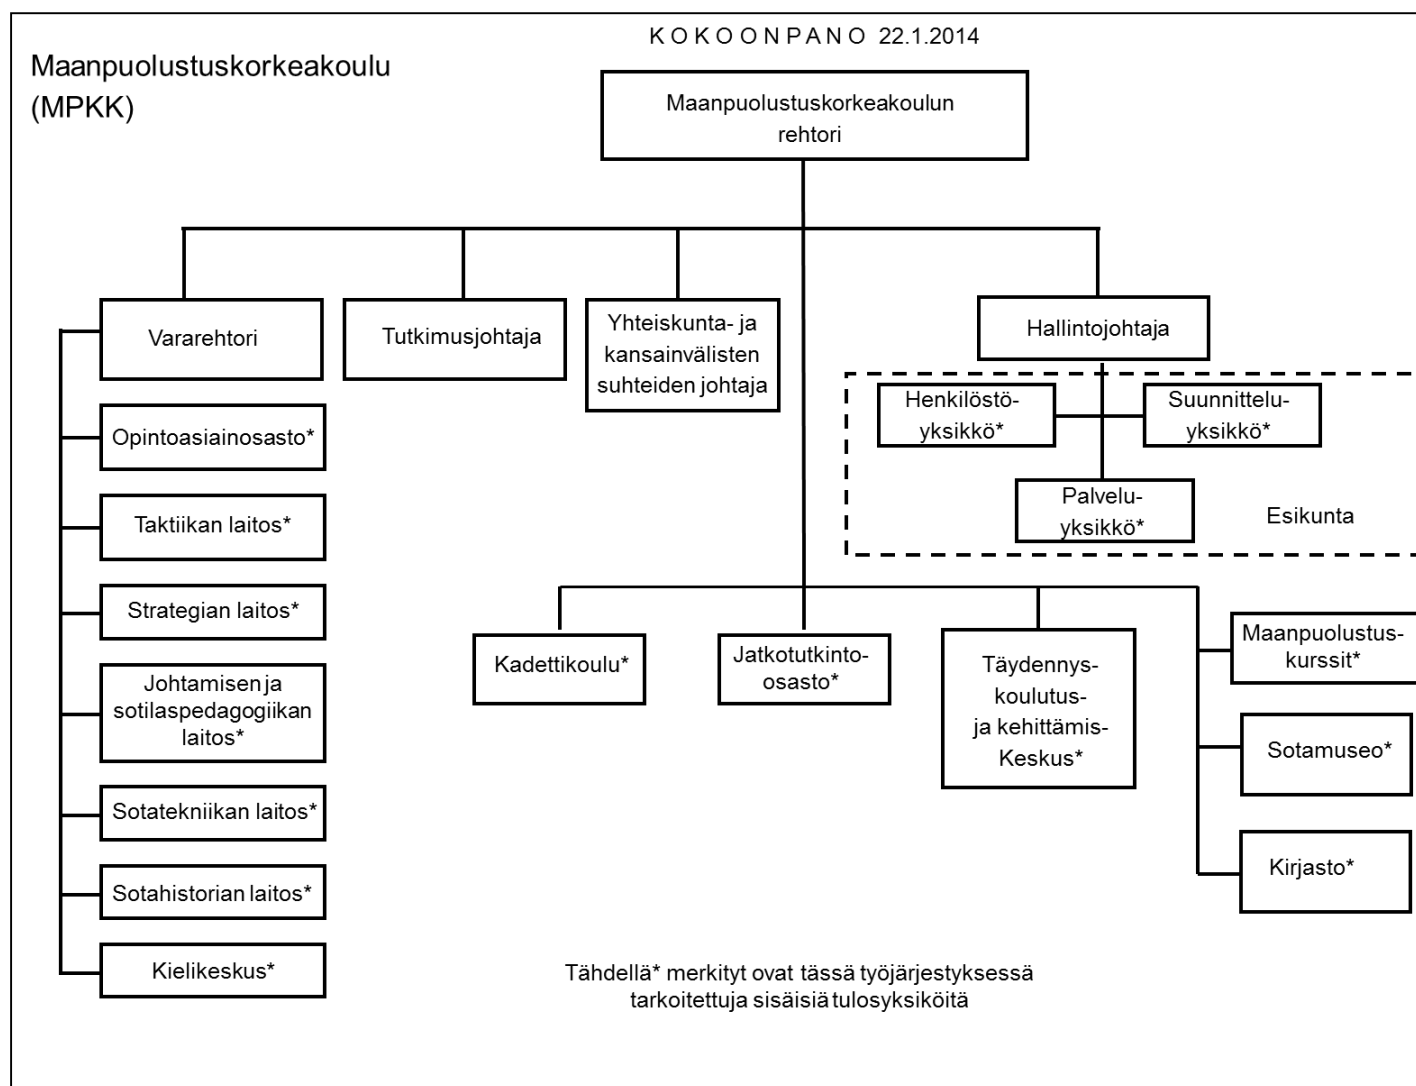 K O K O O N P A N O 22.1.2014
Maanpuolustuskorkeakoulu
(MPKK)
Maanpuolustuskorkeakoulun
rehtori
Vararehtori
Tutkimusjohtaja
Yhteiskunta- ja
kansainvälisten
suhteiden johtaja
Hallintojohtaja
Henkilöstö-
yksikkö*
Suunnittelu-
yksikkö*
Palvelu-
yksikkö*
Esikunta
Opintoasiainosasto*
Taktiikan laitos*
Strategian laitos*
Johtamisen ja
sotilaspedagogiikan
laitos*
Sotatekniikan laitos*
Sotahistorian laitos*
Kielikeskus*
Kadettikoulu*
Jatkotutkinto-
osasto*
Täydennys-
koulutus-
ja kehittämis-
Keskus*
Maanpuolustus-
kurssit*
Sotamuseo*
Kirjasto*
Tähdellä* merkityt ovat tässä työjärjestyksessä
tarkoitettuja sisäisiä tulosyksiköitä